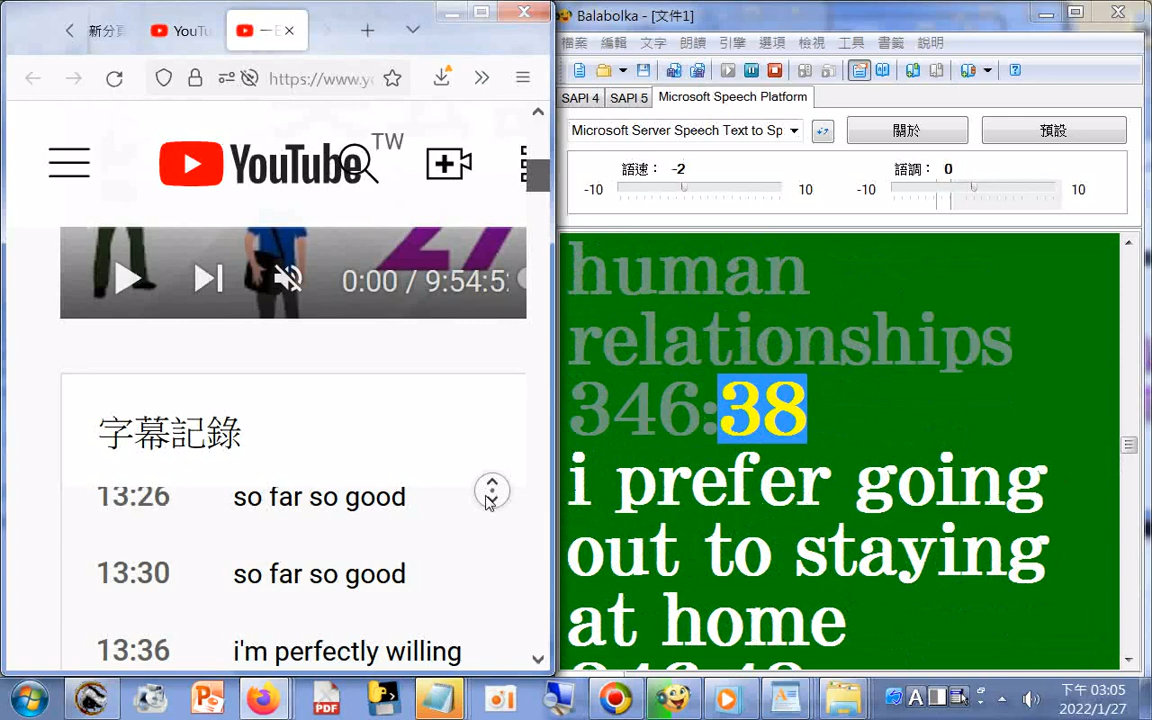 新分頁
YouTu
https://www.y
TW
YouTube
27
0:00 / 9:54:5
字幕記錄
13:26 so far so good
13:30 so far so good
13:36 i'm perfectly willing
Balabolka - [文件1]
檔案 編輯 文字 朗讀 引擎 選項 檢視 工具 書籤 說明
SAPI 4 SAPI 5 Microsoft Speech Platform
Microsoft Server Speech Text to Sp
關於
預設
語速： -2
語調： 0
-10 10 -10 10
human
relationships
346:38
i prefer going
out to staying
at home
PDF
A
下午 03:05
2022/1/27